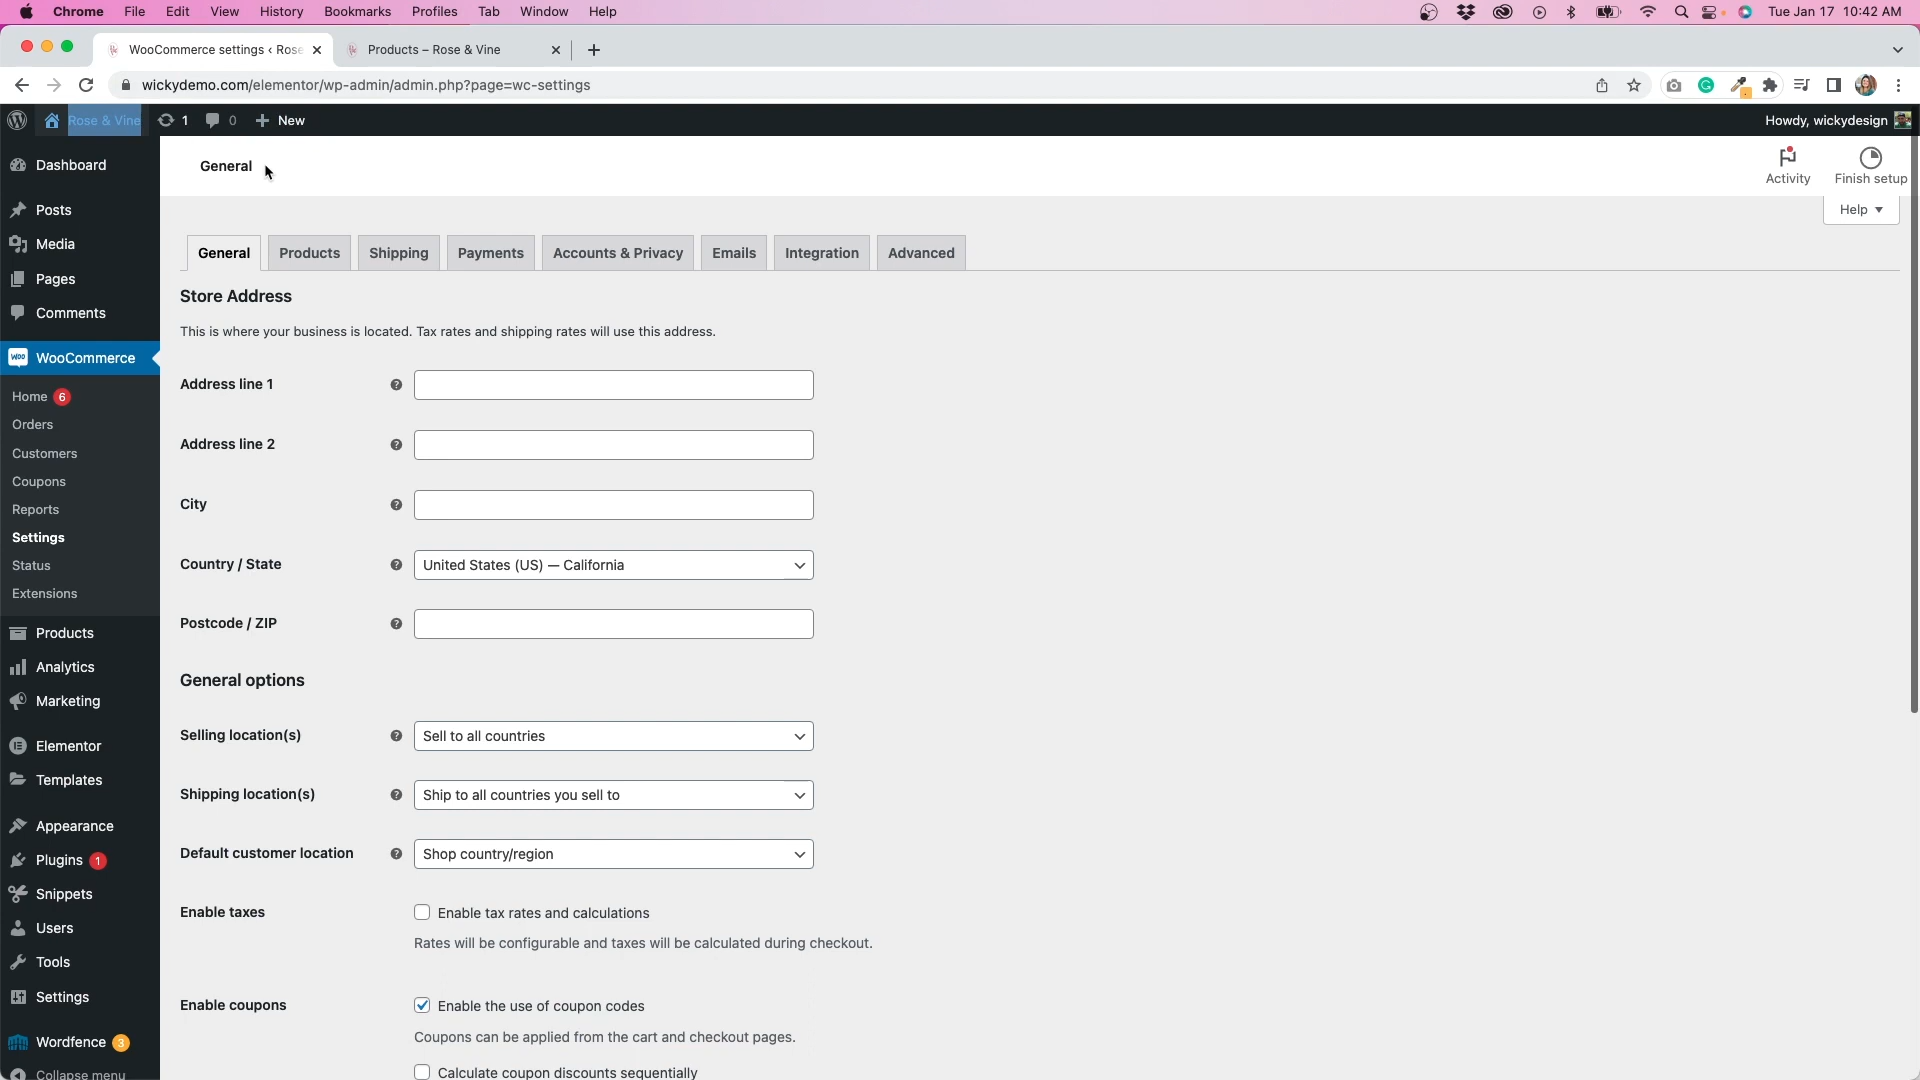 Chrome File Edit View History Bookmarks Profiles Tab Window Help Tue Jan 17 10:42 AM
WooCommerce settings ‹ Rose Products – Rose & Vine
wickydemo.com/elementor/wp-admin/admin.php?page=wc-settings
Rose & Vine 1 0 New Howdy, wickydesign
Dashboard
Posts
Media
Pages
Comments
WooCommerce
Home 6
Orders
Customers
Coupons
Reports
Settings
Status
Extensions
Products
Analytics
Marketing
Elementor
Templates
Appearance
Plugins 1
Snippets
Users
Tools
Settings
Wordfence 3
Collapse menu
General
Activity Finish setup
Help
General Products Shipping Payments Accounts & Privacy Emails Integration Advanced
Store Address
This is where your business is located. Tax rates and shipping rates will use this address.
Address line 1
Address line 2
City
Country / State United States (US) — California
Postcode / ZIP
General options
Selling location(s) Sell to all countries
Shipping location(s) Ship to all countries you sell to
Default customer location Shop country/region
Enable taxes Enable tax rates and calculations
Rates will be configurable and taxes will be calculated during checkout.
Enable coupons Enable the use of coupon codes
Coupons can be applied from the cart and checkout pages.
Calculate coupon discounts sequentially